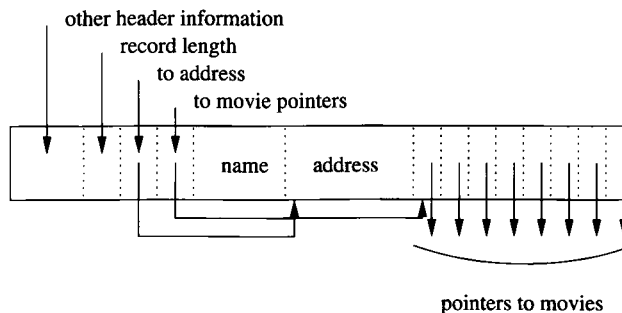 other header information
record length
to address
to movie pointers
name address
pointers to movies